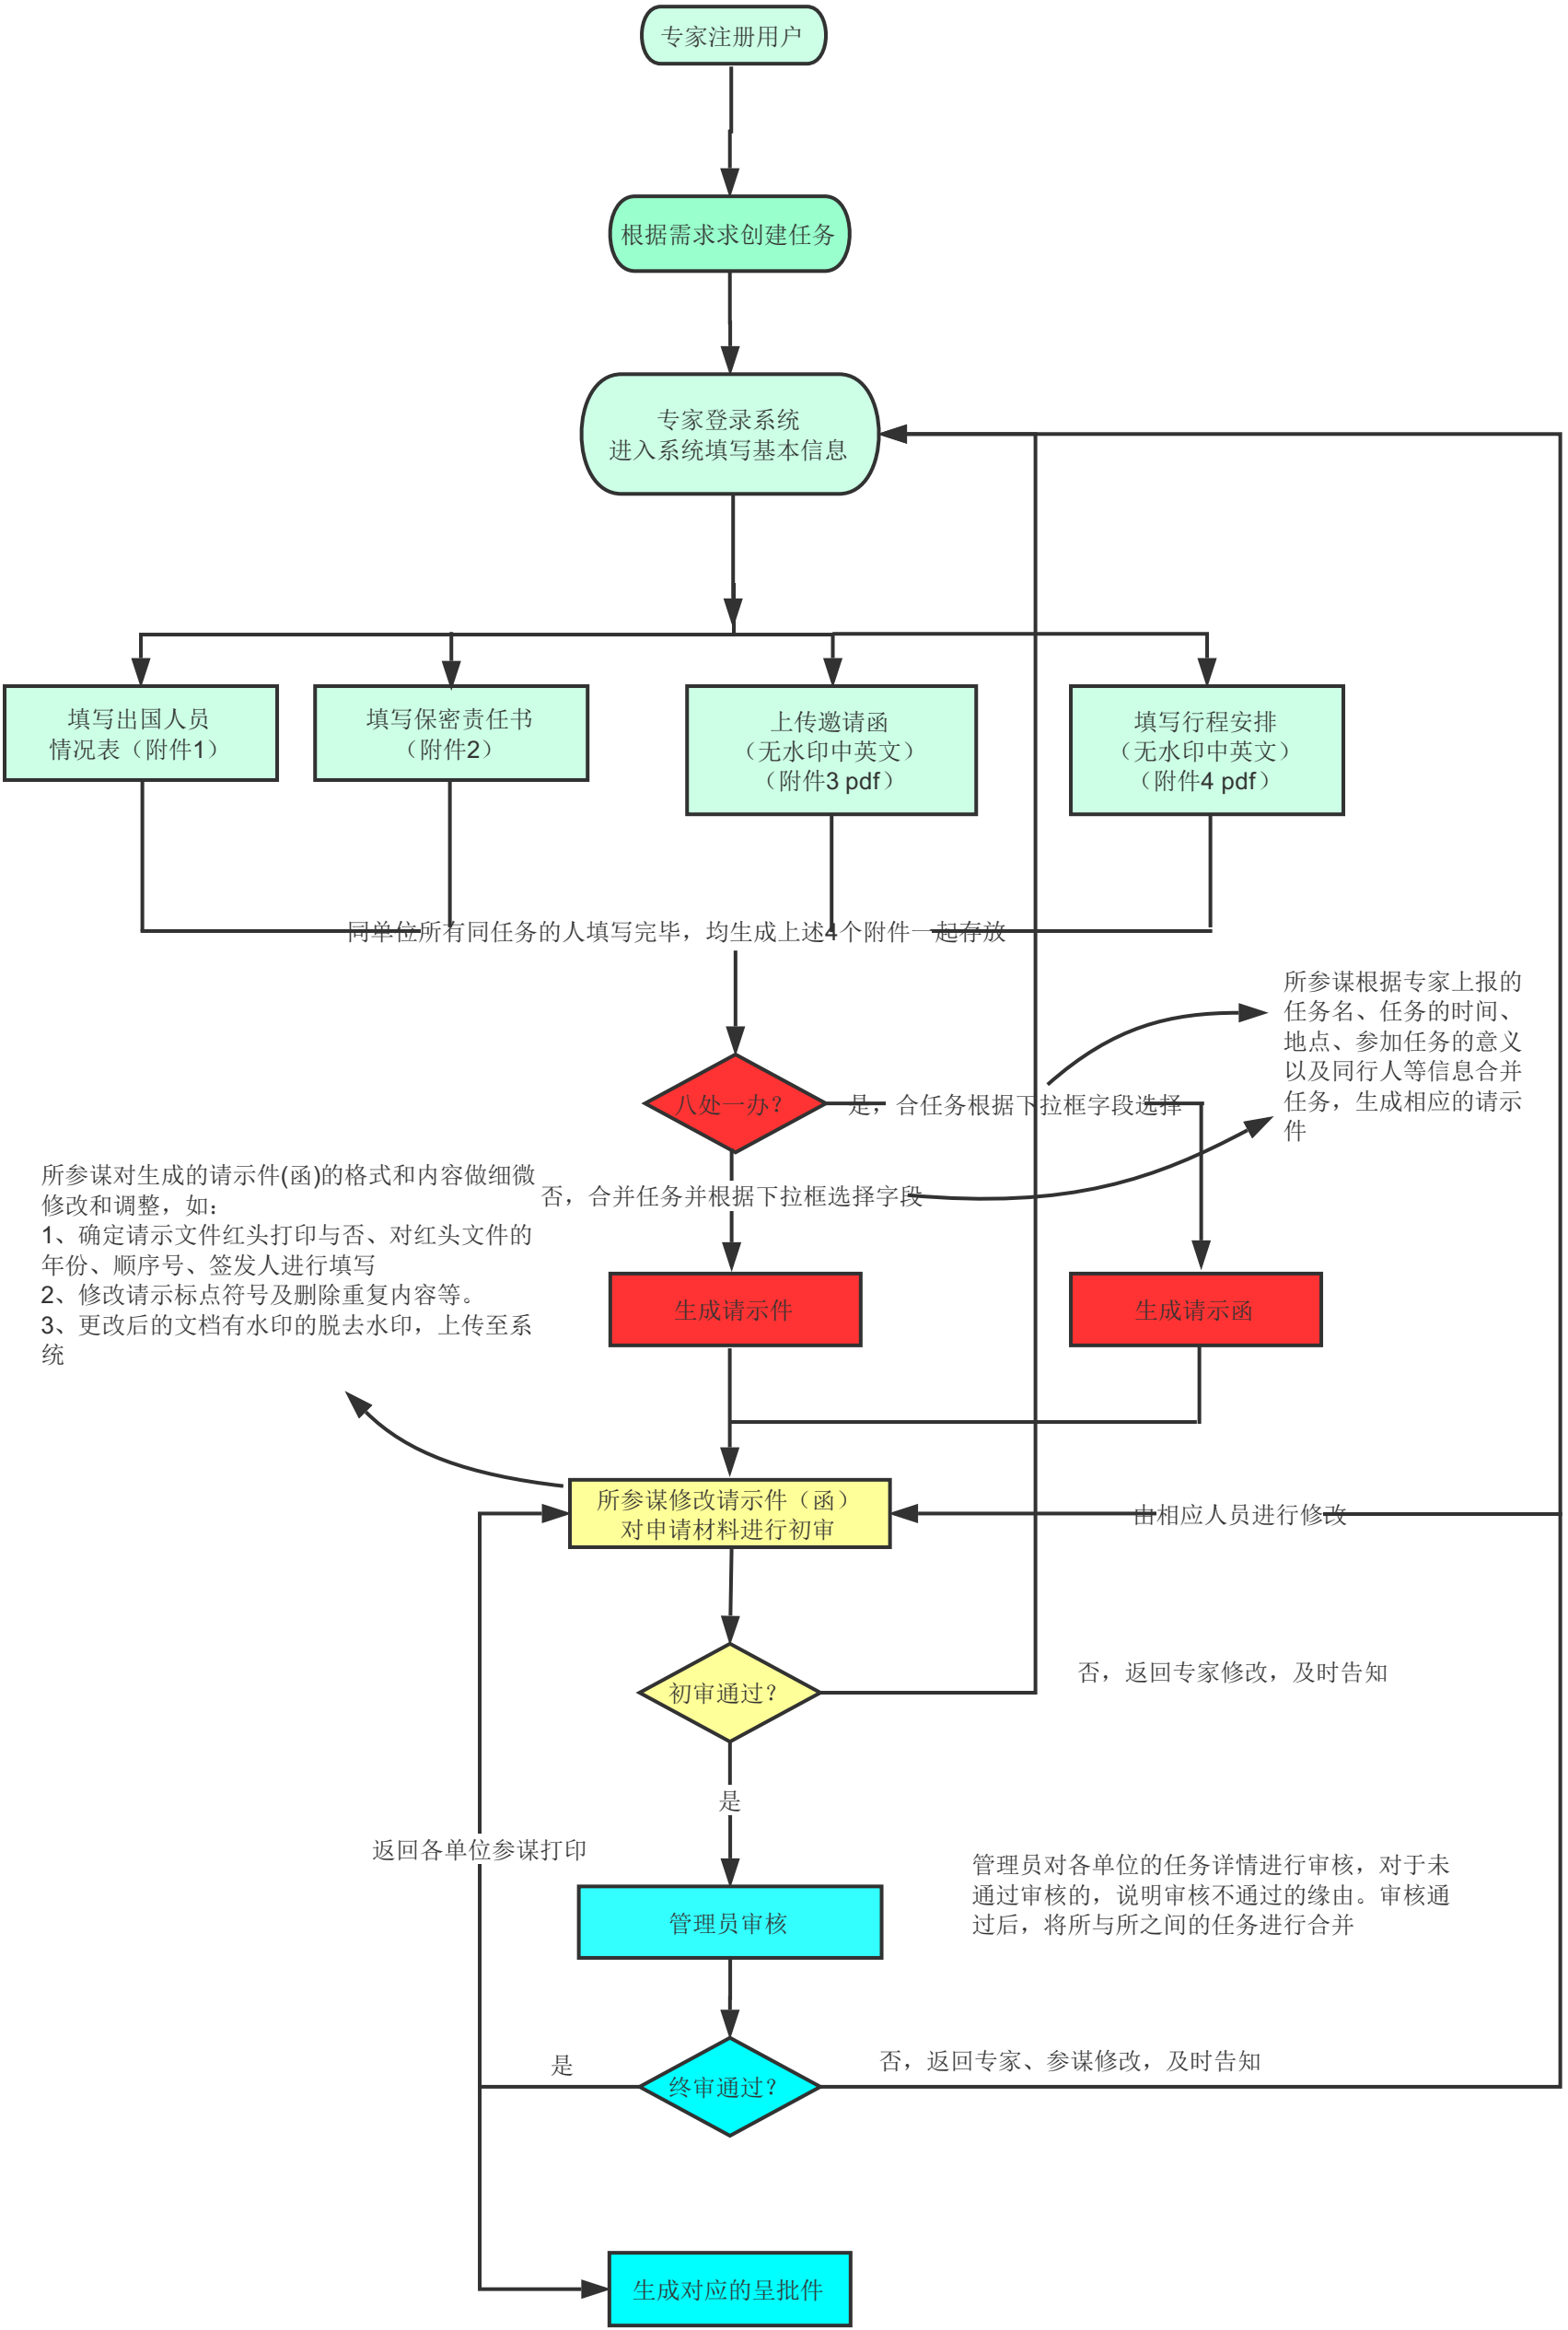 专家注册用户
根据需求求创建任务
专家登录系统
进入系统填写基本信息
填写出国人员
情况表（附件1）
填写保密责任书
（附件2）
上传邀请函
（无水印中英文）
（附件3 pdf）
填写行程安排
（无水印中英文）
（附件4 pdf）
同单位所有同任务的人填写完毕，均生成上述4个附件一起存放
所参谋根据专家上报的
任务名、任务的时间、
地点、参加任务的意义
以及同行人等信息合并
任务，生成相应的请示
件
八处一办？
是，合任务根据下拉框字段选择
所参谋对生成的请示件(函)的格式和内容做细微
修改和调整，如：
1、确定请示文件红头打印与否、对红头文件的
年份、顺序号、签发人进行填写
2、修改请示标点符号及删除重复内容等。
3、更改后的文档有水印的脱去水印，上传至系
统
否，合并任务并根据下拉框选择字段
生成请示件
生成请示函
所参谋修改请示件（函）
对申请材料进行初审
由相应人员进行修改
初审通过？
否，返回专家修改，及时告知
是
返回各单位参谋打印
管理员对各单位的任务详情进行审核，对于未
通过审核的，说明审核不通过的缘由。审核通
过后，将所与所之间的任务进行合并
管理员审核
是
否，返回专家、参谋修改，及时告知
终审通过？
生成对应的呈批件